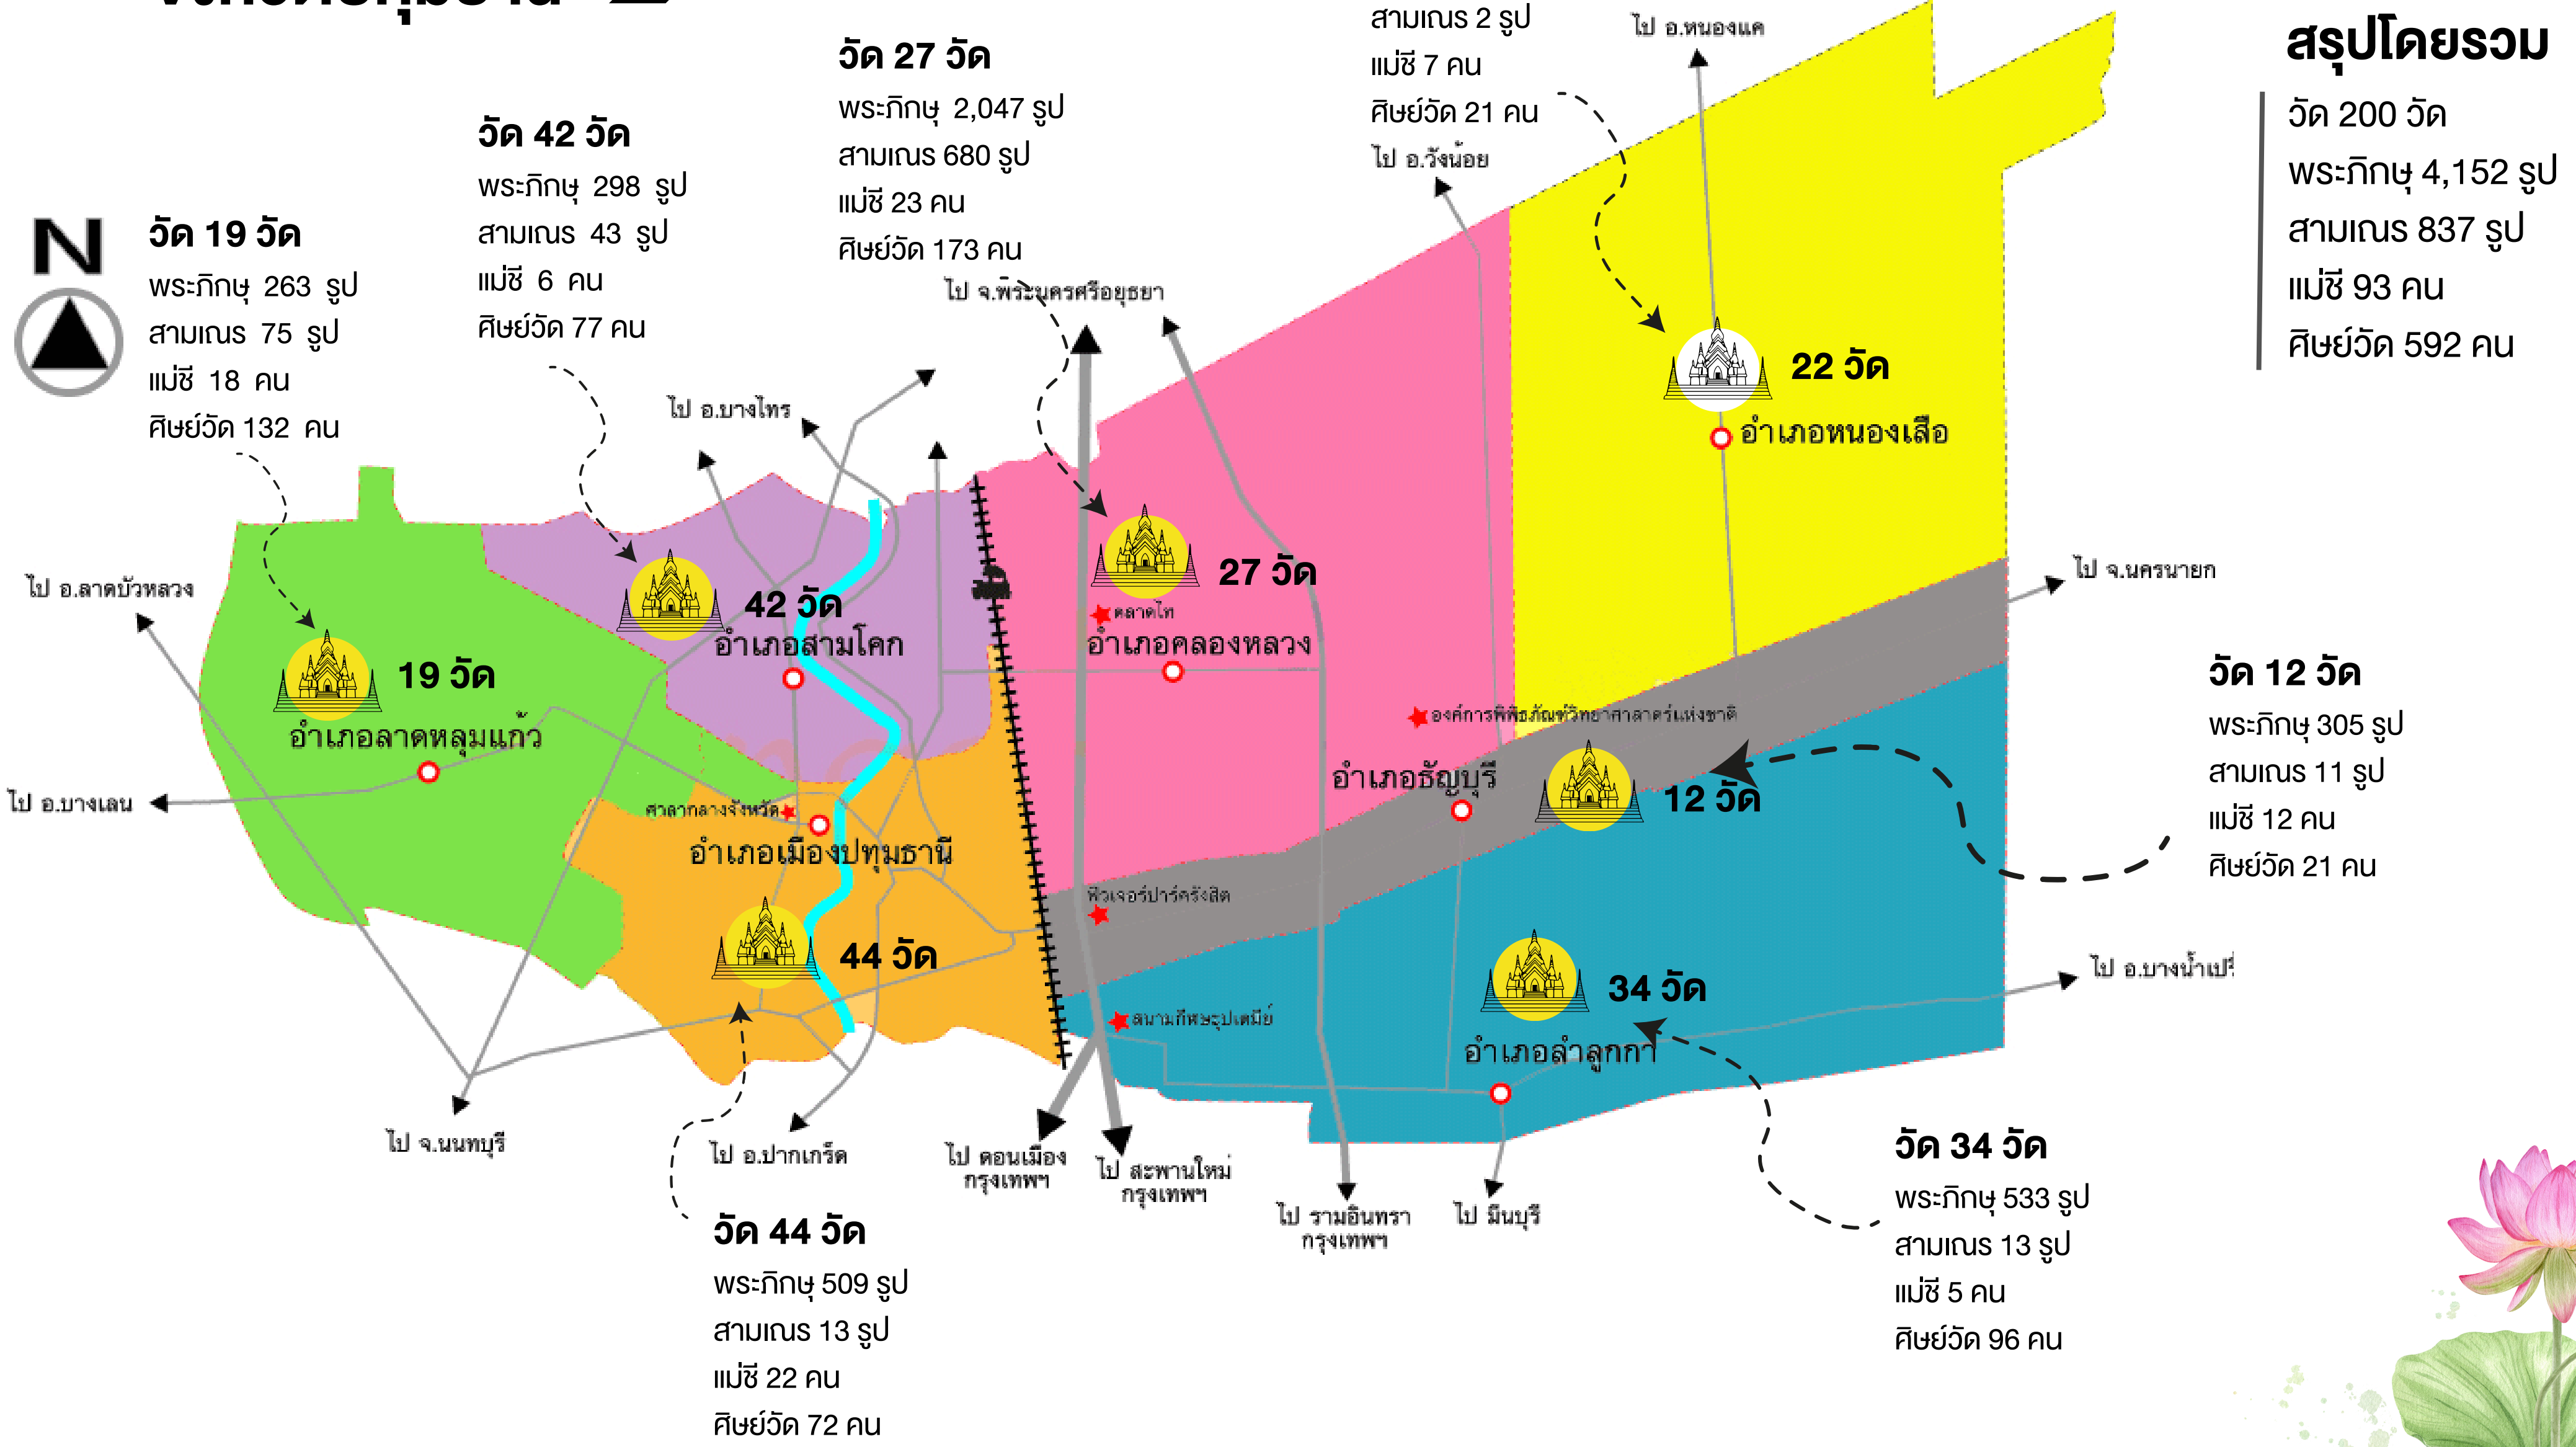 สามเณร 2 รูป
แม่ชี 7 คน
ศิษย์วัด 21 คน
ไป อ.หนองแค
ไป อ.วังน้อย
สรุปโดยรวม
วัด 200 วัด
พระภิกษุ 4,152 รูป
สามเณร 837 รูป
แม่ชี 93 คน
ศิษย์วัด 592 คน
วัด 27 วัด
พระภิกษุ 2,047 รูป
สามเณร 680 รูป
แม่ชี 23 คน
ศิษย์วัด 173 คน
ไป จ.พระนครศรีอยุธยา
วัด 42 วัด
พระภิกษุ 298 รูป
สามเณร 43 รูป
แม่ชี 6 คน
ศิษย์วัด 77 คน
N
วัด 19 วัด
พระภิกษุ 263 รูป
สามเณร 75 รูป
แม่ชี 18 คน
ศิษย์วัด 132 คน
ไป อ.บางไทร
22 วัด
อำเภอหนองเสือ
ไป อ.ลาดบัวหลวง
19 วัด
อำเภอลาดหลุมแก้ว
ไป อ.บางเลน
42 วัด
อำเภอสามโคก
27 วัด
ตลาดไท
อำเภอคลองหลวง
ไป จ.นครนายก
องค์การพิพิธภัณฑ์วิทยาศาสตร์แห่งชาติ
อำเภอธัญบุรี
12 วัด
วัด 12 วัด
พระภิกษุ 305 รูป
สามเณร 11 รูป
แม่ชี 12 คน
ศิษย์วัด 21 คน
ศาลากลางจังหวัด
อำเภอเมืองปทุมธานี
44 วัด
ฟิวเจอร์ปาร์ครังสิต
34 วัด
อำเภอลำลูกกา
ไป จ.นนทบุรี
ไป อ.ปากเกร็ด
ไป ดอนเมือง
กรุงเทพฯ
ไป สะพานใหม่
กรุงเทพฯ
ไป รามอินทรา
กรุงเทพฯ
ไป มีนบุรี
วัด 44 วัด
พระภิกษุ 509 รูป
สามเณร 13 รูป
แม่ชี 22 คน
ศิษย์วัด 72 คน
วัด 34 วัด
พระภิกษุ 533 รูป
สามเณร 13 รูป
แม่ชี 5 คน
ศิษย์วัด 96 คน